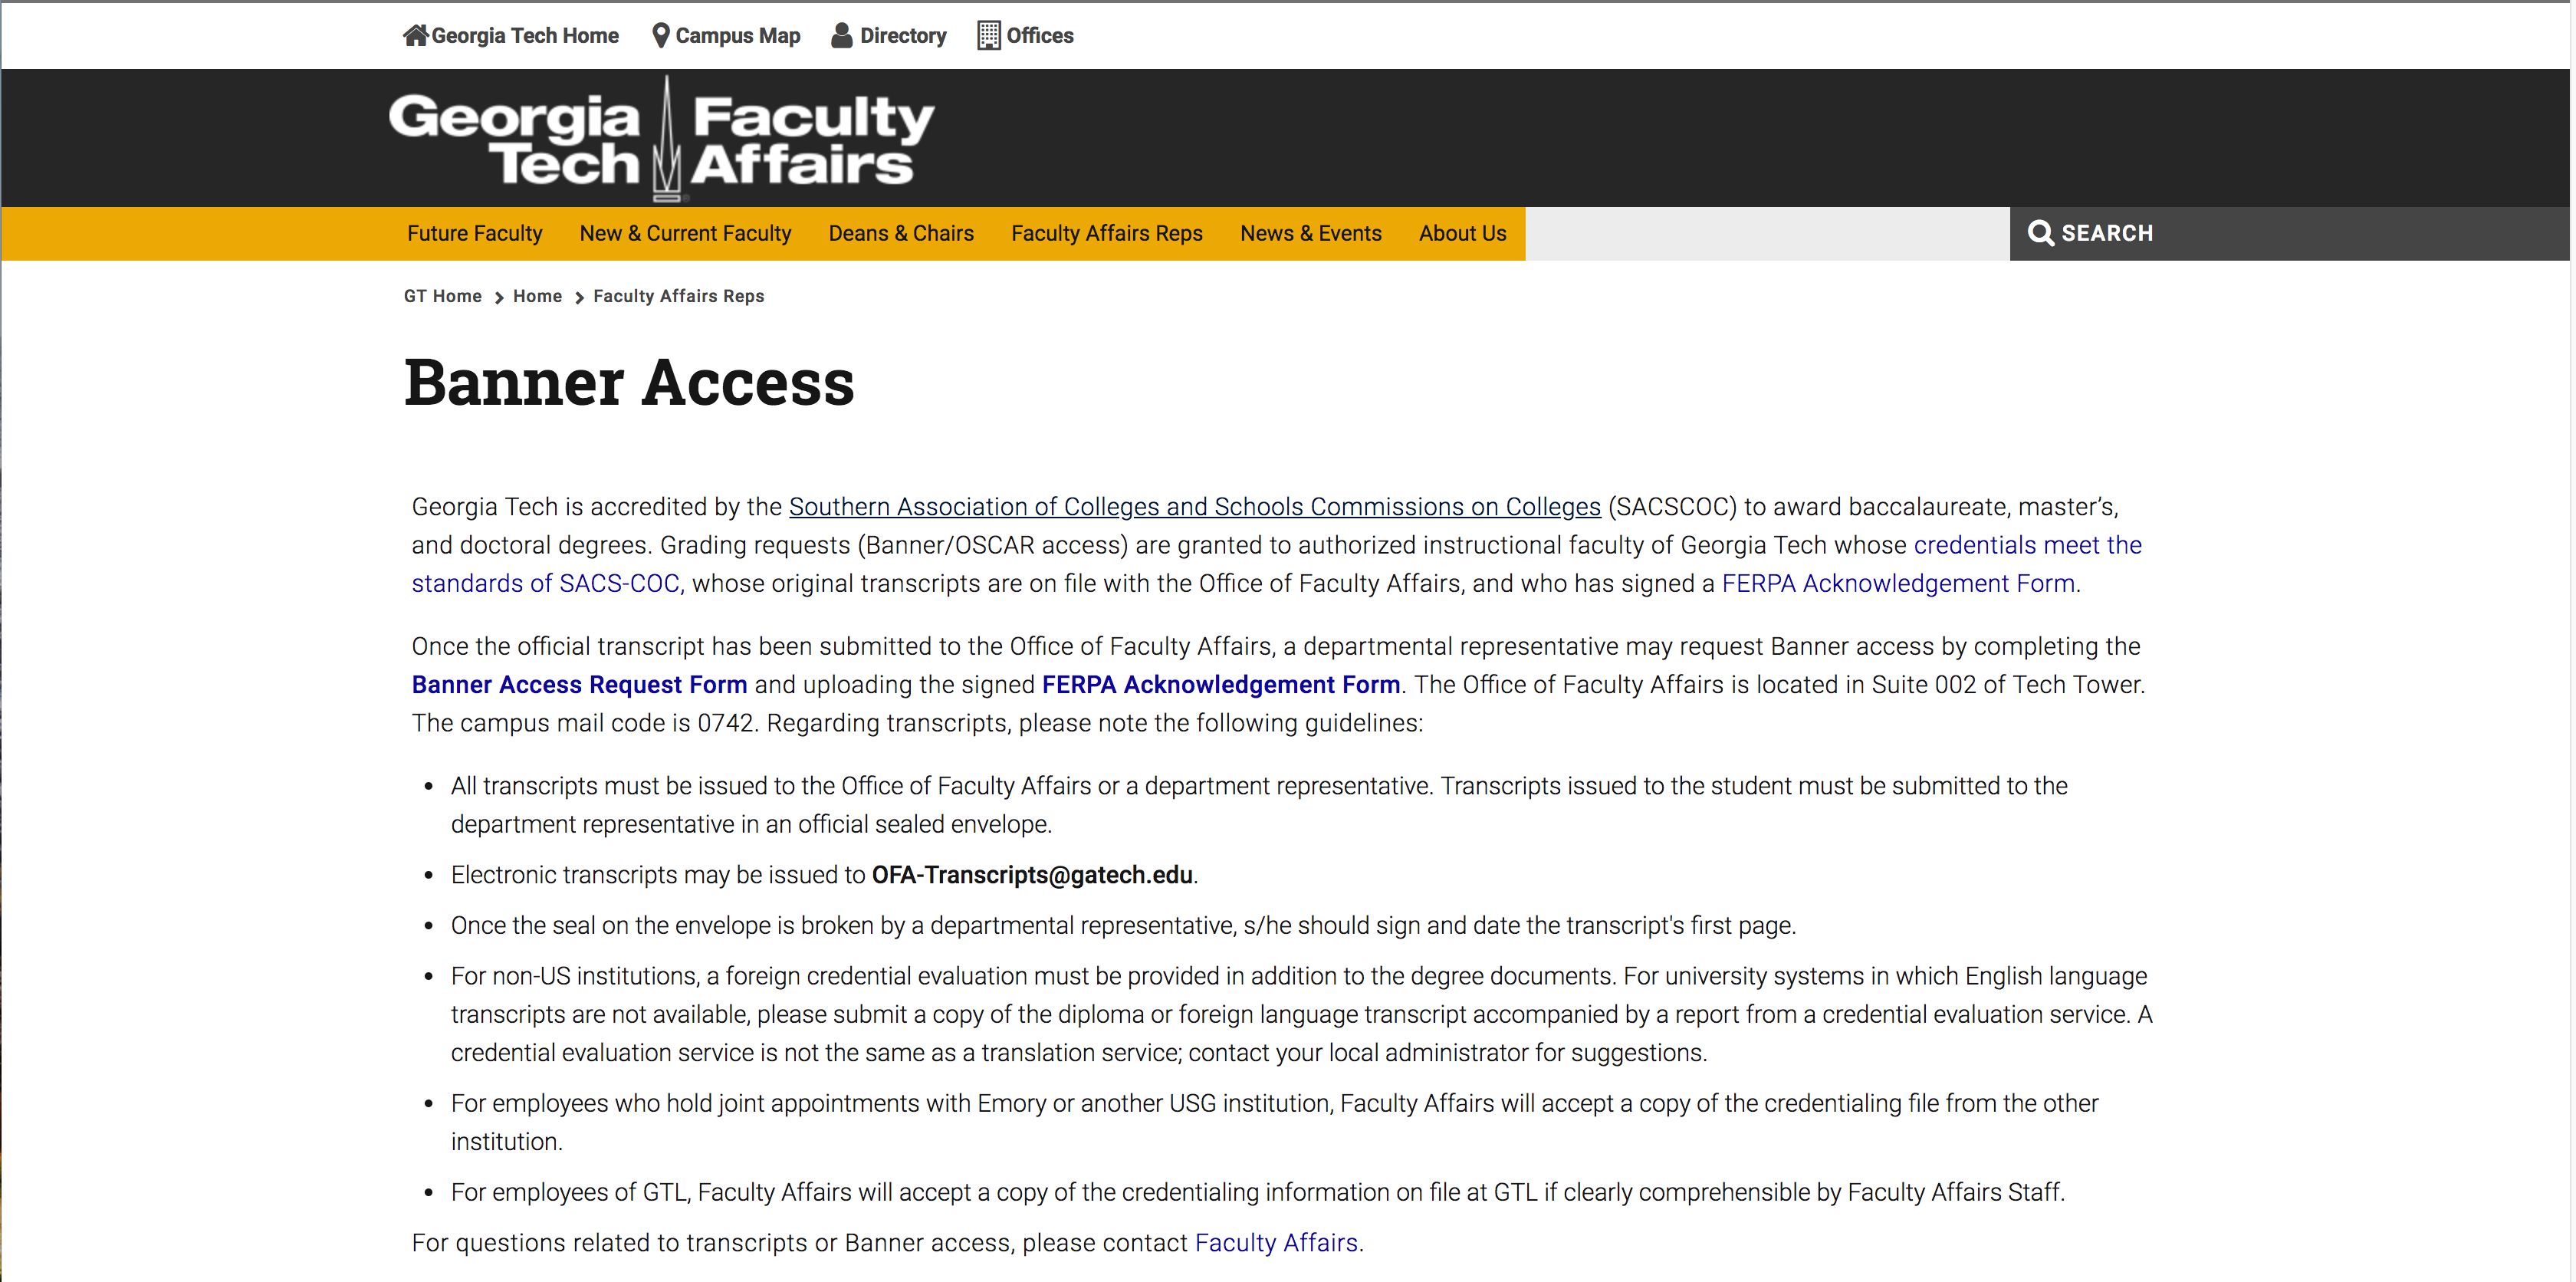 Georgia Tech Home Campus Map Directory Offices
Georgia Faculty
Tech Affairs
Future Faculty New & Current Faculty Deans & Chairs Faculty Affairs Reps News & Events About Us SEARCH
GT Home > Home > Faculty Affairs Reps
Banner Access
Georgia Tech is accredited by the Southern Association of Colleges and Schools Commissions on Colleges (SACSCOC) to award baccalaureate, master’s,
and doctoral degrees. Grading requests (Banner/OSCAR access) are granted to authorized instructional faculty of Georgia Tech whose credentials meet the
standards of SACS-COC, whose original transcripts are on file with the Office of Faculty Affairs, and who has signed a FERPA Acknowledgement Form.
Once the official transcript has been submitted to the Office of Faculty Affairs, a departmental representative may request Banner access by completing the
Banner Access Request Form and uploading the signed FERPA Acknowledgement Form. The Office of Faculty Affairs is located in Suite 002 of Tech Tower.
The campus mail code is 0742. Regarding transcripts, please note the following guidelines:
• All transcripts must be issued to the Office of Faculty Affairs or a department representative. Transcripts issued to the student must be submitted to the
department representative in an official sealed envelope.
• Electronic transcripts may be issued to OFA-Transcripts@gatech.edu.
• Once the seal on the envelope is broken by a departmental representative, s/he should sign and date the transcript's first page.
• For non-US institutions, a foreign credential evaluation must be provided in addition to the degree documents. For university systems in which English language
transcripts are not available, please submit a copy of the diploma or foreign language transcript accompanied by a report from a credential evaluation service. A
credential evaluation service is not the same as a translation service; contact your local administrator for suggestions.
• For employees who hold joint appointments with Emory or another USG institution, Faculty Affairs will accept a copy of the credentialing file from the other
institution.
• For employees of GTL, Faculty Affairs will accept a copy of the credentialing information on file at GTL if clearly comprehensible by Faculty Affairs Staff.
For questions related to transcripts or Banner access, please contact Faculty Affairs.